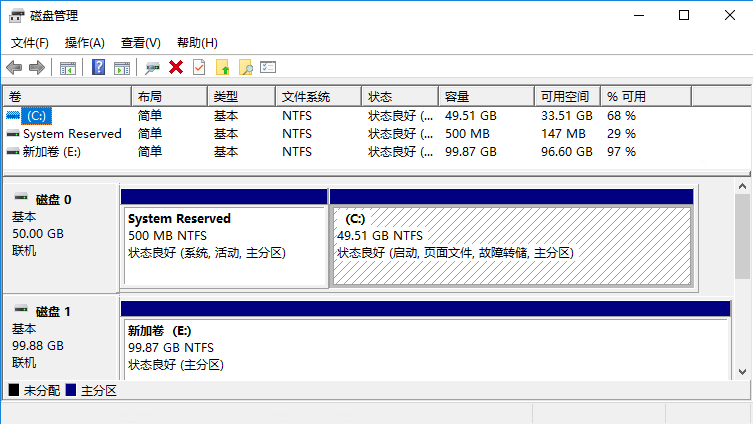 磁盘管理
文件(F) 操作(A) 查看(V) 帮助(H)
卷 布局 类型 文件系统 状态 容量 可用空间 % 可用
(C:) 简单 基本 NTFS 状态良好 (... 49.51 GB 33.51 GB 68 %
System Reserved 简单 基本 NTFS 状态良好 (... 500 MB 147 MB 29 %
新加卷 (E:) 简单 基本 NTFS 状态良好 (... 99.87 GB 96.60 GB 97 %
磁盘 0
基本
50.00 GB
联机
System Reserved
500 MB NTFS
状态良好 (系统, 活动, 主分区)
(C:)
49.51 GB NTFS
状态良好 (启动, 页面文件, 故障转储, 主分区)
磁盘 1
基本
99.88 GB
联机
新加卷 (E:)
99.87 GB NTFS
状态良好 (主分区)
未分配 主分区